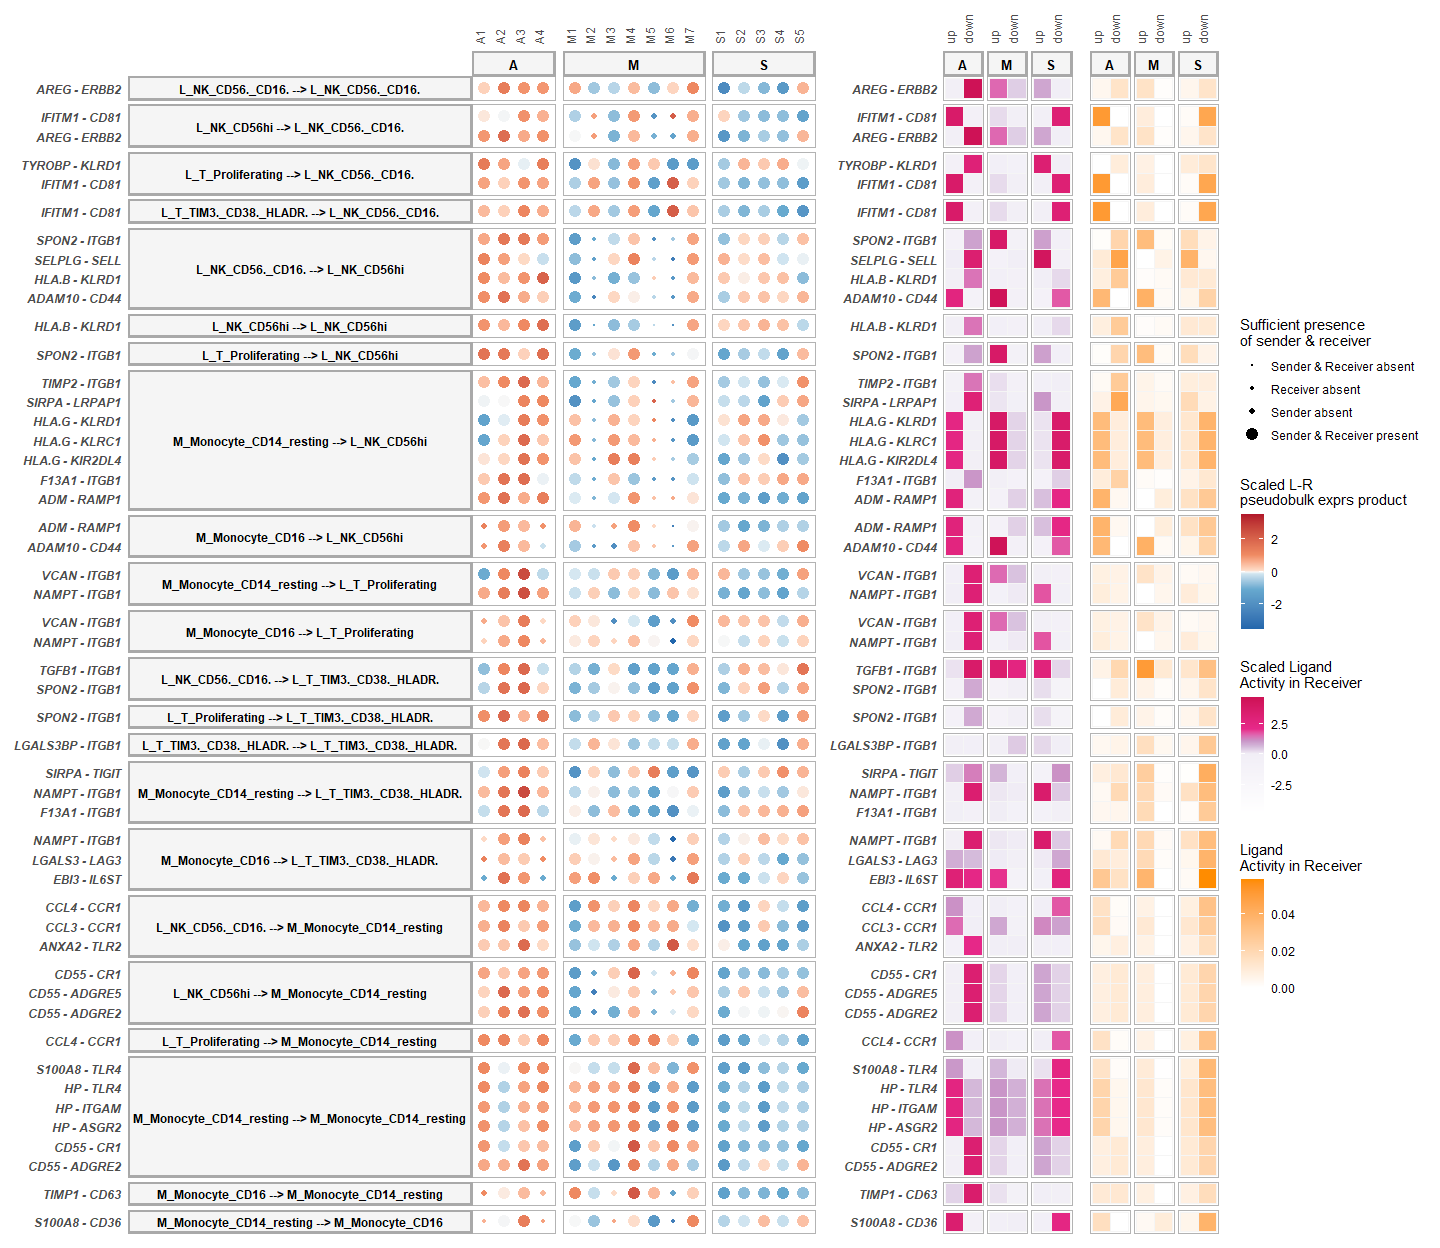 A1 A2 A3 A4 M1 M2 M3 M4 M5 M6 M7 S1 S2 S3 S4 S5 up down up down up down up down up down up down
A M S A M S A M S
AREG - ERBB2 L_NK_CD56._CD16. --> L_NK_CD56._CD16. AREG - ERBB2
IFITM1 - CD81 IFITM1 - CD81
L_NK_CD56hi --> L_NK_CD56._CD16.
AREG - ERBB2 AREG - ERBB2
TYROBP - KLRD1 TYROBP - KLRD1
L_T_Proliferating --> L_NK_CD56._CD16.
IFITM1 - CD81 IFITM1 - CD81
IFITM1 - CD81 L_T_TIM3._CD38._HLADR. --> L_NK_CD56._CD16. IFITM1 - CD81
SPON2 - ITGB1 SPON2 - ITGB1
SELPLG - SELL SELPLG - SELL
L_NK_CD56._CD16. --> L_NK_CD56hi
HLA.B - KLRD1 HLA.B - KLRD1
ADAM10 - CD44 ADAM10 - CD44
HLA.B - KLRD1 L_NK_CD56hi --> L_NK_CD56hi HLA.B - KLRD1
SPON2 - ITGB1 L_T_Proliferating --> L_NK_CD56hi SPON2 - ITGB1
TIMP2 - ITGB1 TIMP2 - ITGB1
SIRPA - LRPAP1 SIRPA - LRPAP1
HLA.G - KLRD1 HLA.G - KLRD1
HLA.G - KLRC1 M_Monocyte_CD14_resting --> L_NK_CD56hi HLA.G - KLRC1
HLA.G - KIR2DL4 HLA.G - KIR2DL4
F13A1 - ITGB1 F13A1 - ITGB1
ADM - RAMP1 ADM - RAMP1
ADM - RAMP1 ADM - RAMP1
M_Monocyte_CD16 --> L_NK_CD56hi
ADAM10 - CD44 ADAM10 - CD44
VCAN - ITGB1 VCAN - ITGB1
M_Monocyte_CD14_resting --> L_T_Proliferating
NAMPT - ITGB1 NAMPT - ITGB1
VCAN - ITGB1 VCAN - ITGB1
M_Monocyte_CD16 --> L_T_Proliferating
NAMPT - ITGB1 NAMPT - ITGB1
TGFB1 - ITGB1 TGFB1 - ITGB1
L_NK_CD56._CD16. --> L_T_TIM3._CD38._HLADR.
SPON2 - ITGB1 SPON2 - ITGB1
SPON2 - ITGB1 L_T_Proliferating --> L_T_TIM3._CD38._HLADR. SPON2 - ITGB1
LGALS3BP - ITGB1 L_T_TIM3._CD38._HLADR. --> L_T_TIM3._CD38._HLADR. LGALS3BP - ITGB1
SIRPA - TIGIT SIRPA - TIGIT
NAMPT - ITGB1 M_Monocyte_CD14_resting --> L_T_TIM3._CD38._HLADR. NAMPT - ITGB1
F13A1 - ITGB1 F13A1 - ITGB1
NAMPT - ITGB1 NAMPT - ITGB1
LGALS3 - LAG3 M_Monocyte_CD16 --> L_T_TIM3._CD38._HLADR. LGALS3 - LAG3
EBI3 - IL6ST EBI3 - IL6ST
CCL4 - CCR1 CCL4 - CCR1
CCL3 - CCR1 L_NK_CD56._CD16. --> M_Monocyte_CD14_resting CCL3 - CCR1
ANXA2 - TLR2 ANXA2 - TLR2
CD55 - CR1 CD55 - CR1
CD55 - ADGRE5 L_NK_CD56hi --> M_Monocyte_CD14_resting CD55 - ADGRE5
CD55 - ADGRE2 CD55 - ADGRE2
CCL4 - CCR1 L_T_Proliferating --> M_Monocyte_CD14_resting CCL4 - CCR1
S100A8 - TLR4 S100A8 - TLR4
HP - TLR4 HP - TLR4
HP - ITGAM HP - ITGAM
M_Monocyte_CD14_resting --> M_Monocyte_CD14_resting
HP - ASGR2 HP - ASGR2
CD55 - CR1 CD55 - CR1
CD55 - ADGRE2 CD55 - ADGRE2
TIMP1 - CD63 M_Monocyte_CD16 --> M_Monocyte_CD14_resting TIMP1 - CD63
S100A8 - CD36 M_Monocyte_CD14_resting --> M_Monocyte_CD16 S100A8 - CD36
Sufficient presence
of sender & receiver
Sender & Receiver absent
Receiver absent
Sender absent
Sender & Receiver present
Scaled L-R
pseudobulk exprs product
2
0
-2
Scaled Ligand
Activity in Receiver
2.5
0.0
-2.5
Ligand
Activity in Receiver
0.04
0.02
0.00